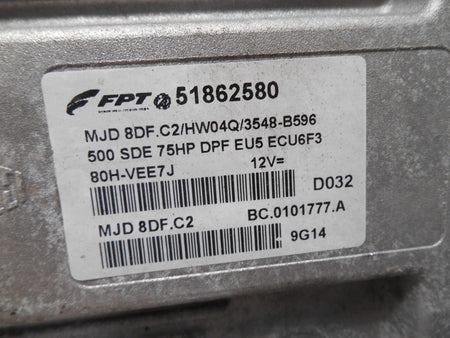 FPT 51862580
MJD 8DF.C2/HW04Q/3548-B596
500 SDE 75HP DPF EU5 ECU6F3
80H-VEE7J 12V=
D032
MJD 8DF.C2 BC.0101777.A
9G14